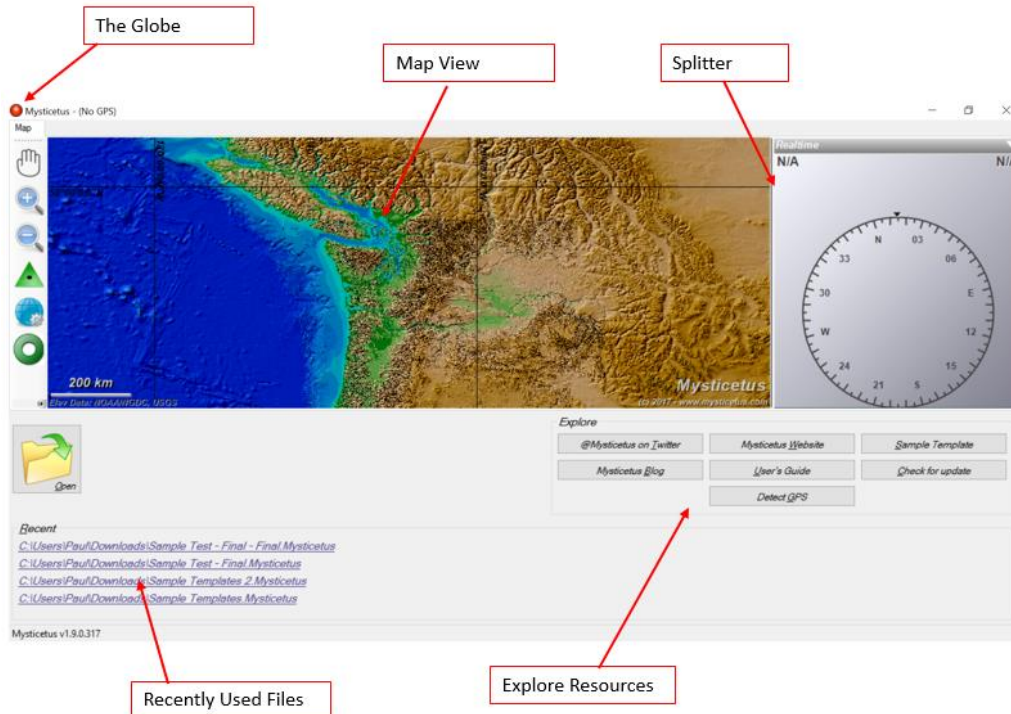 The Globe
Map View
Splitter
Mysticetus - (No GPS)
Map
Realtime
N/A
N/
N
03
33
06
30
E
W
12
24
15
21
S
200 km
Elev Data: NOAA/NGDC, USGS
Mysticetus
(c) 2017 - www.mysticetus.com
Open
Explore
@Mysticetus on Twitter
Mysticetus Website
Sample Template
Mysticetus Blog
User's Guide
Check for update
Detect GPS
Recent
C:\Users\Paul\Downloads\Sample Test - Final - Final.Mysticetus
C:\Users\Paul\Downloads\Sample Test - Final.Mysticetus
C:\Users\Paul\Downloads\Sample Templates 2.Mysticetus
C:\Users\Paul\Downloads\Sample Templates.Mysticetus
Mysticetus v1.9.0.317
Recently Used Files
Explore Resources